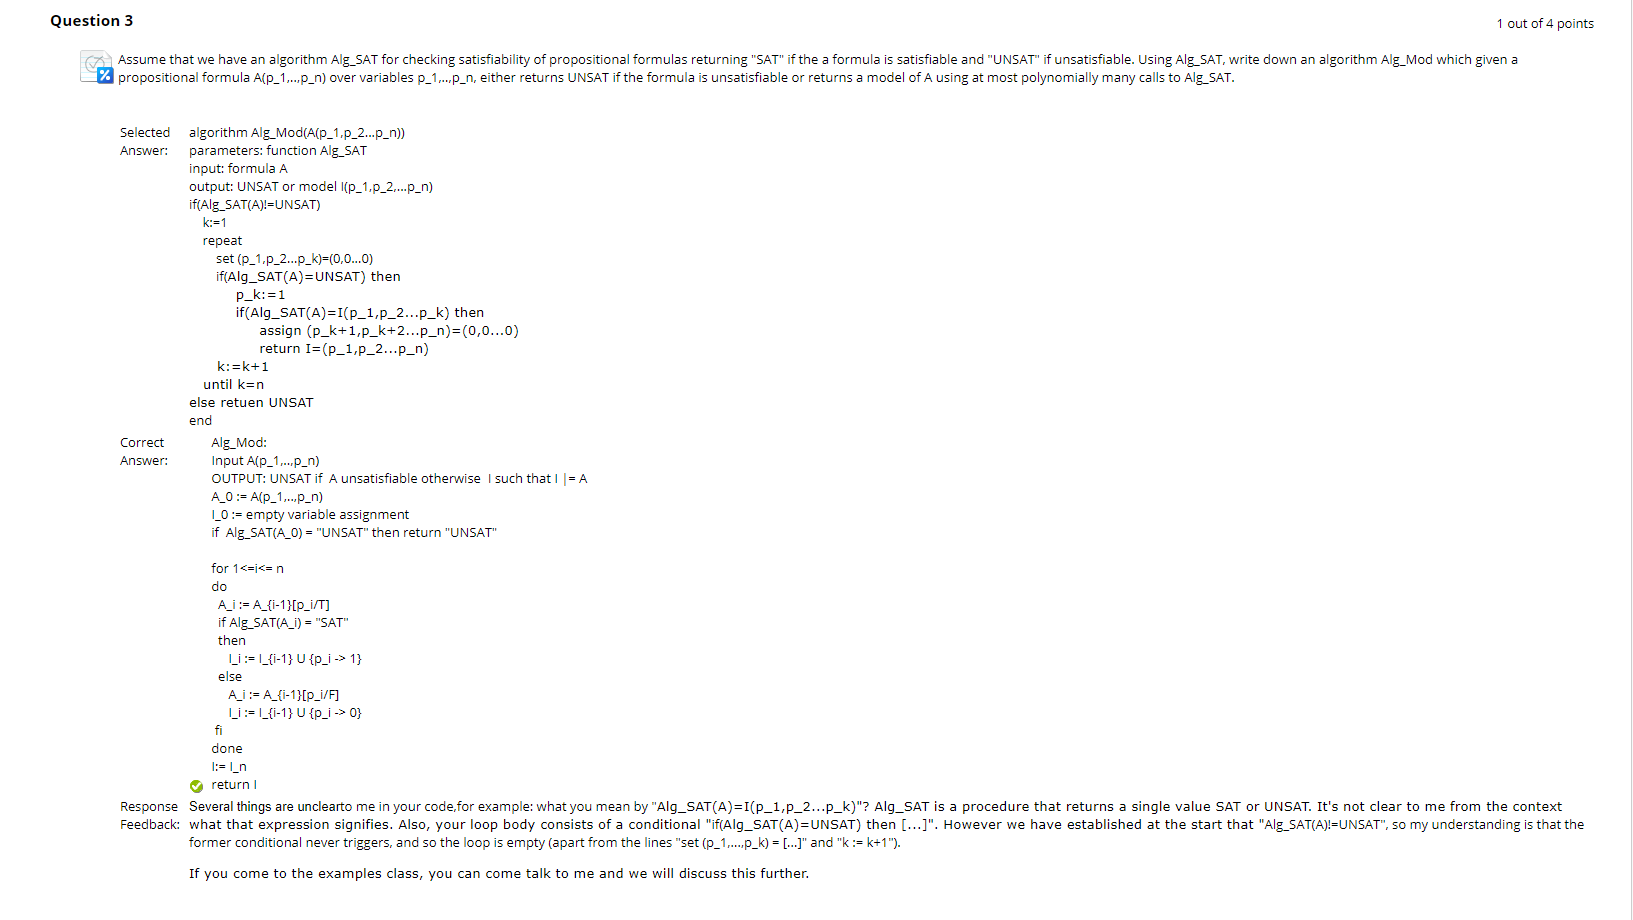 Question 3
1 out of 4 points
Assume that we have an algorithm Alg_SAT for checking satisfiability of propositional formulas returning "SAT" if the a formula is satisfiable and "UNSAT" if unsatisfiable. Using Alg_SAT, write down an algorithm Alg_Mod which given a
propositional formula A(p_1,..,p_n) over variables p_1,..,p_n, either returns UNSAT if the formula is unsatisfiable or returns a model of A using at most polynomially many calls to Alg_SAT.
Selected Answer:
algorithm Alg_Mod(A(p_1,p_2...p_n))
parameters: function Alg_SAT
input: formula A
output: UNSAT or model I(p_1,p_2,...p_n)
if(Alg_SAT(A)!=UNSAT)
k:=1
repeat
set (p_1,p_2...p_k)=(0,0...0)
if(Alg_SAT(A)=UNSAT) then
p_k:=1
if(Alg_SAT(A)=I(p_1,p_2...p_k) then
assign (p_k+1,p_k+2...p_n)=(0,0...0)
return I=(p_1,p_2...p_n)
k:=k+1
until k=n
else retuen UNSAT
end
Correct Answer:
Alg_Mod:
Input A(p_1,..,p_n)
OUTPUT: UNSAT if A unsatisfiable otherwise I such that I |= A
A_0 := A(p_1,..,p_n)
I_0 := empty variable assignment
if Alg_SAT(A_0) = "UNSAT" then return "UNSAT"
for 1<=i<= n
do
A_i := A_{i-1}[p_i/T]
if Alg_SAT(A_i) = "SAT"
then
I_i := I_{i-1} U {p_i -> 1}
else
A_i := A_{i-1}[p_i/F]
I_i := I_{i-1} U {p_i -> 0}
fi
done
I:= I_n
return I
Response Feedback:
Several things are unclearto me in your code,for example: what you mean by "Alg_SAT(A)=I(p_1,p_2...p_k)"? Alg_SAT is a procedure that returns a single value SAT or UNSAT. It's not clear to me from the context
what that expression signifies. Also, your loop body consists of a conditional "if(Alg_SAT(A)=UNSAT) then [...]". However we have established at the start that "Alg_SAT(A)!=UNSAT", so my understanding is that the
former conditional never triggers, and so the loop is empty (apart from the lines "set (p_1,...,p_k) = [...]" and "k := k+1").
If you come to the examples class, you can come talk to me and we will discuss this further.